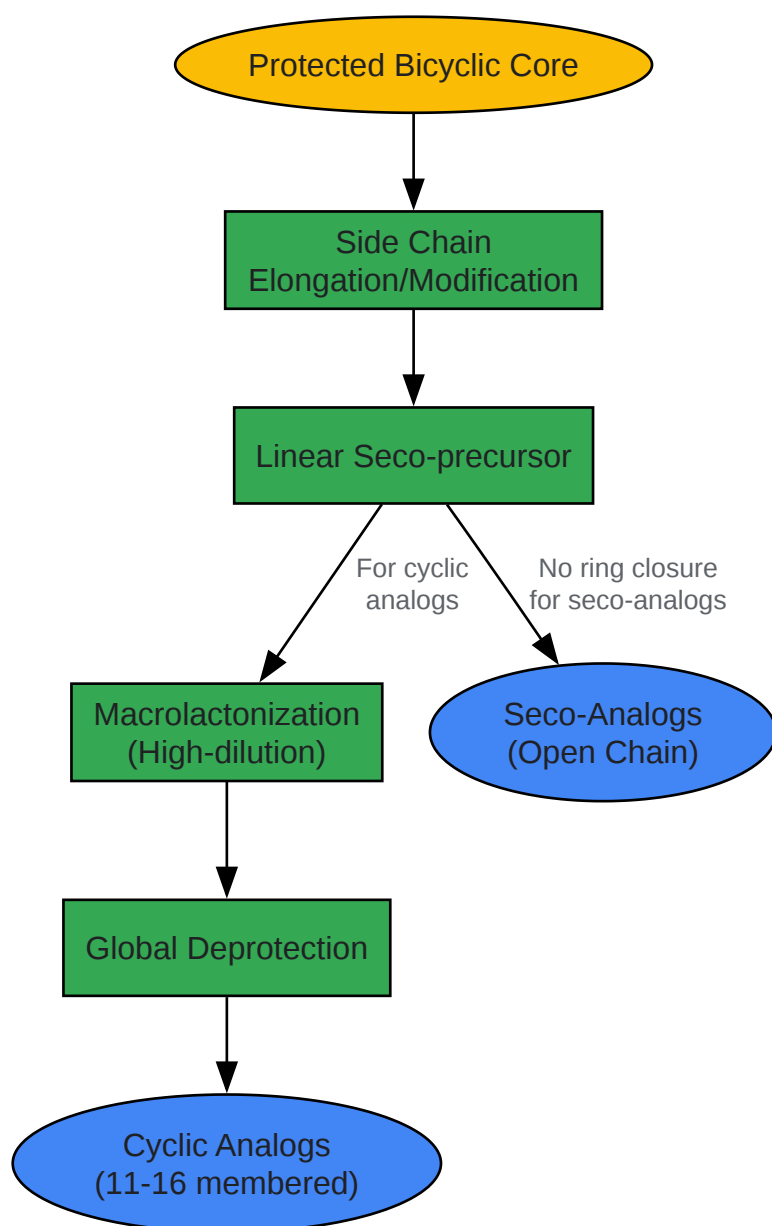 Protected Bicyclic Core
Side Chain
Elongation/Modification
Linear Seco-precursor
For cyclic
analogs
No ring closure
for seco-analogs
Macrolactonization
(High-dilution)
Seco-Analogs
(Open Chain)
Global Deprotection
Cyclic Analogs
(11-16 membered)